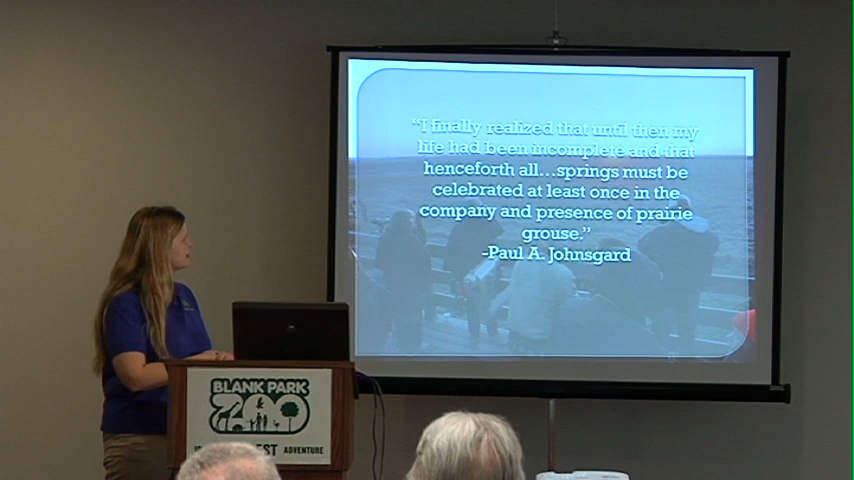 “I finally realized that until then my
life had been incomplete and that
henceforth all...springs must be
celebrated at least once in the
company and presence of prairie
grouse.”
-Paul A. Johnsgard
BLANK PARK
ZOO
EST ADVENTURE